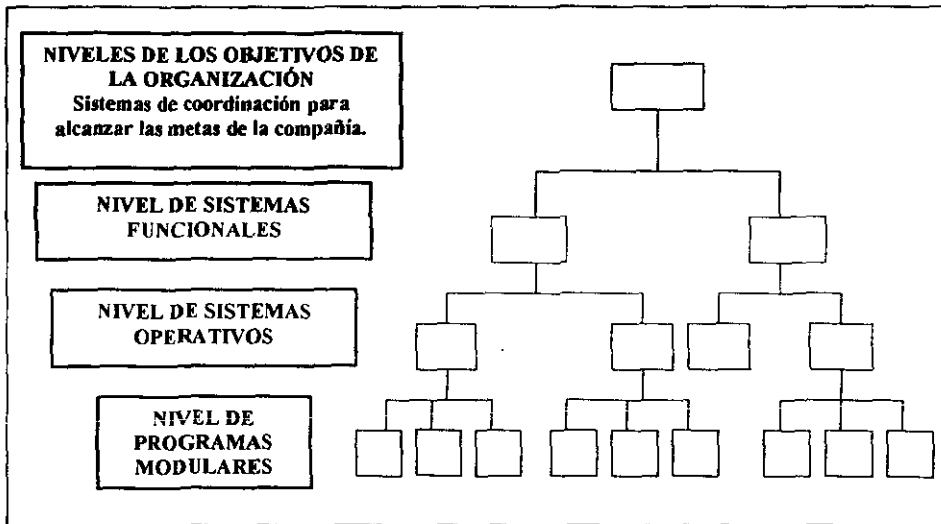 NIVELES DE LOS OBJETIVOS DE
LA ORGANIZACIÓN
Sistemas de coordinación para
alcanzar las metas de la compañía.
NIVEL DE SISTEMAS
FUNCIONALES
NIVEL DE SISTEMAS
OPERATIVOS
NIVEL DE
PROGRAMAS
MODULARES